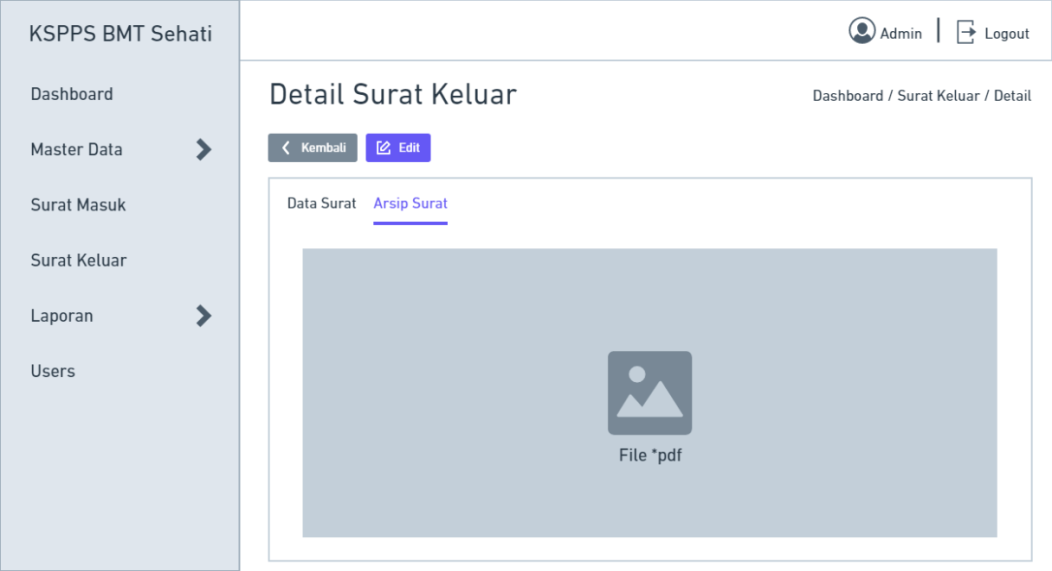 KSPPS BMT Sehati
Admin
Logout
Dashboard
Master Data
Surat Masuk
Surat Keluar
Laporan
Users
Detail Surat Keluar
Dashboard / Surat Keluar / Detail
Kembali
Edit
Data Surat
Arsip Surat
File *pdf